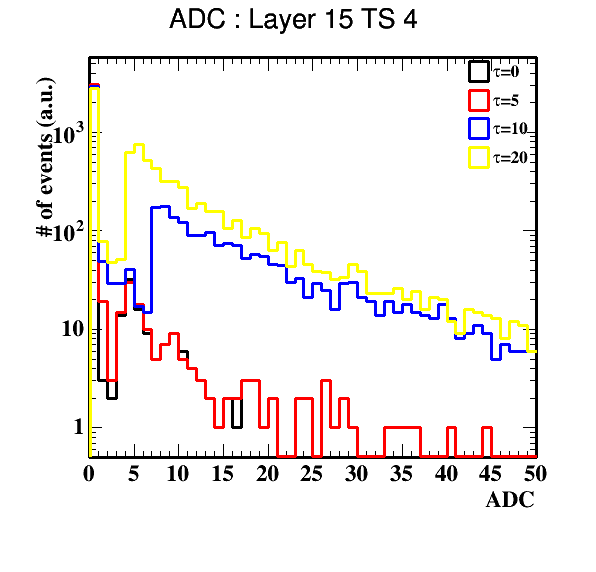 ADC : Layer 15 TS 4
# of events (a.u.)
10³
10²
10
1
τ=0
τ=5
τ=10
τ=20
0 5 10 15 20 25 30 35 40 45 50
ADC